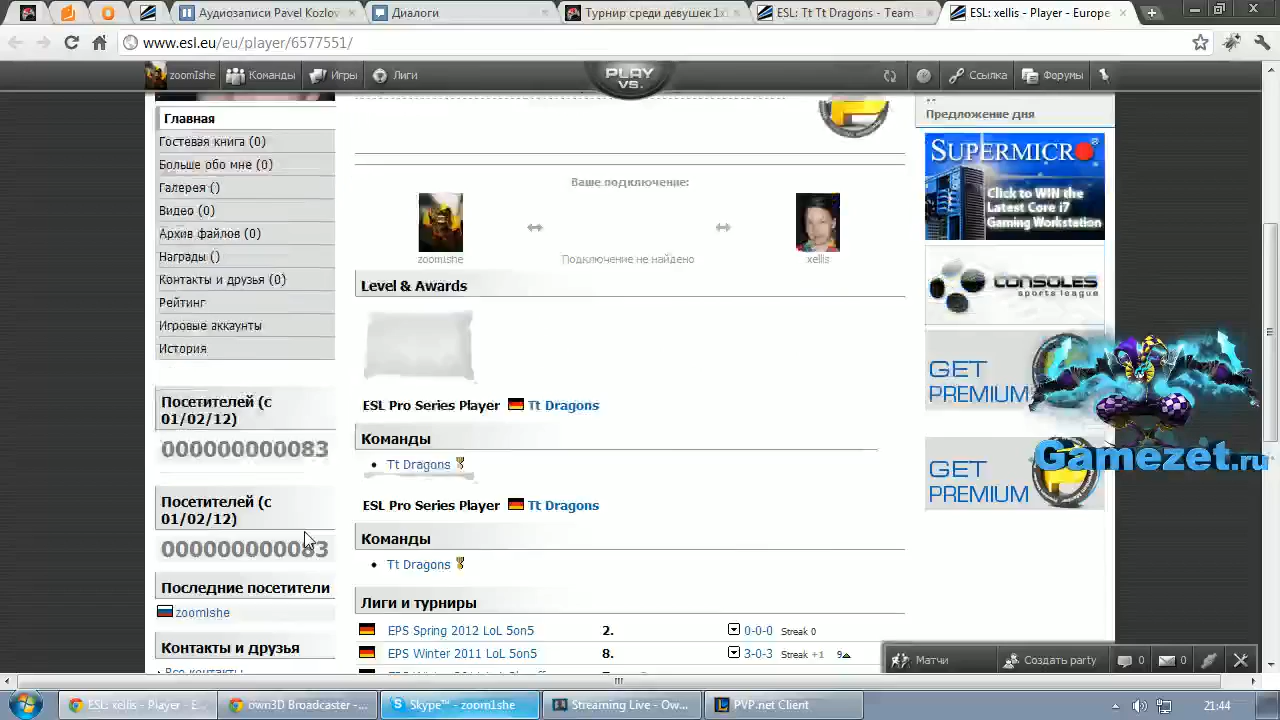 Аудиозаписи Pavel Kozlov
Диалоги
Турнир среди девушек 1x
ESL: Tt Tt Dragons - Team
ESL: xellis - Player - Europe
www.esl.eu/eu/player/6577551/
zoom1she
Команды
Игры
Лиги
PLAY VS.
Ссылка
Форумы
Главная
Гостевая книга (0)
Больше обо мне (0)
Галерея ()
Видео (0)
Архив файлов (0)
Награды ()
Контакты и друзья (0)
Рейтинг
Игровые аккаунты
История
Посетителей (с
01/02/12)
000000000083
Посетителей (с
01/02/12)
000000000083
Последние посетители
zoom1she
Контакты и друзья
Все контакты
Ваше подключение:
zoom1she
Подключение не найдено
xellis
Level & Awards
ESL Pro Series Player Tt Dragons
Команды
Tt Dragons
ESL Pro Series Player Tt Dragons
Команды
Tt Dragons
Лиги и турниры
EPS Spring 2012 LoL 5on5 2. 0-0-0 Streak 0
EPS Winter 2011 LoL 5on5 8. 3-0-3 Streak +1 9
Предложение дня
SUPERMICRO
Click to WIN the
Latest Core i7
Gaming Workstation
CONSOLES
sports league
GET
PREMIUM
Gamezet.ru
GET
PREMIUM
Матчи
Создать party
0
0
ESL: xellis - Player - E...
own3D Broadcaster -...
Skype™ - zoom1she
Streaming Live - Ow...
PVP.net Client
21:44